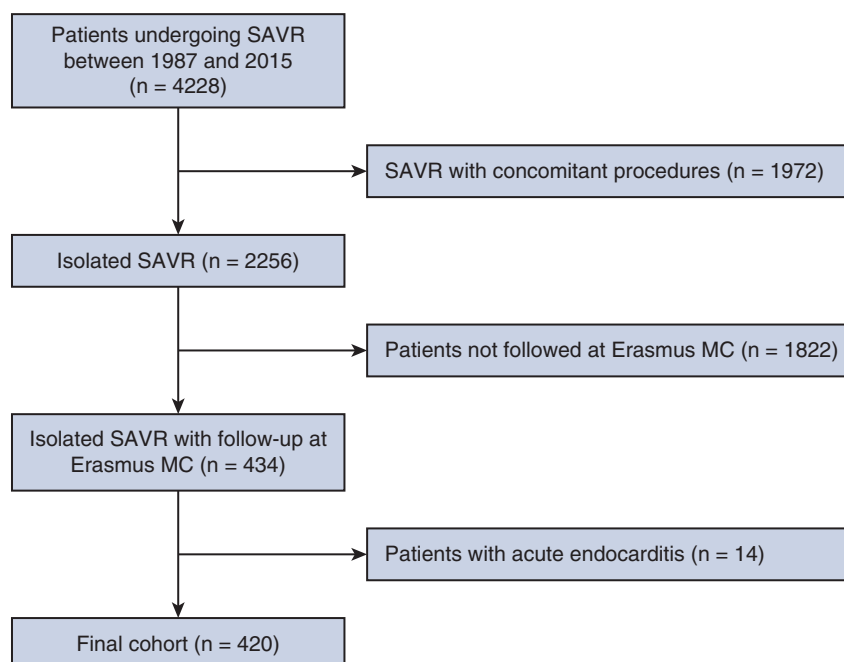 Patients undergoing SAVR
between 1987 and 2015
(n = 4228)
SAVR with concomitant procedures (n = 1972)
Isolated SAVR (n = 2256)
Patients not followed at Erasmus MC (n = 1822)
Isolated SAVR with follow-up at
Erasmus MC (n = 434)
Patients with acute endocarditis (n = 14)
Final cohort (n = 420)